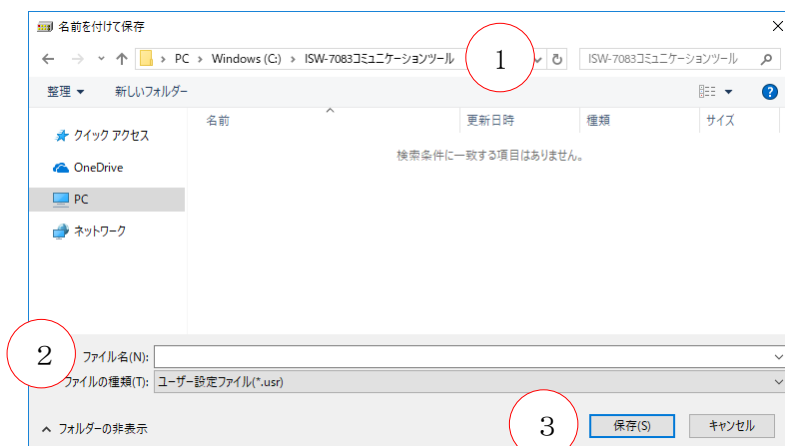 名前を付けて保存
PC > Windows (C:) > ISW-7083コミュニケーションツール
1
ISW-7083コミュニケーションツール
整理 新しいフォルダー
名前 更新日時 種類 サイズ
検索条件に一致する項目はありません。
クイック アクセス
OneDrive
PC
ネットワーク
2
ファイル名(N):
ファイルの種類(T): ユーザー設定ファイル(*.usr)
フォルダーの非表示
3
保存(S) キャンセル